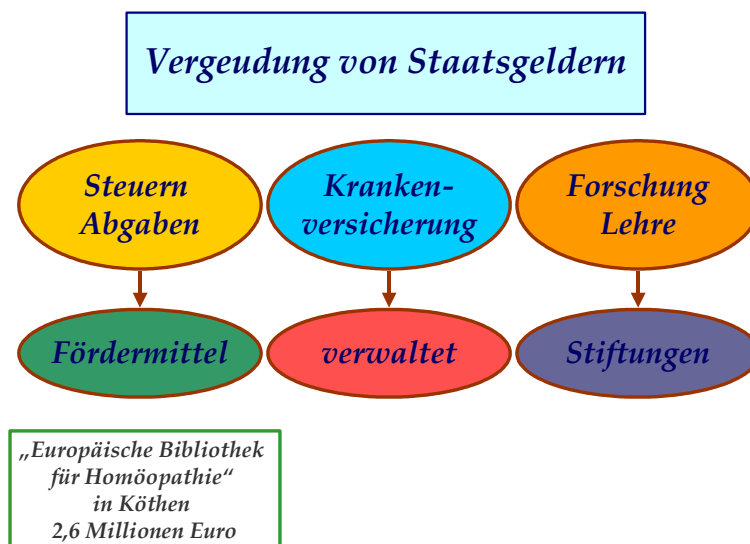 Vergeudung von Staatsgeldern
Steuern
Abgaben
Kranken-
versicherung
Forschung
Lehre
Fördermittel
verwaltet
Stiftungen
„Europäische Bibliothek
für Homöopathie“
in Köthen
2,6 Millionen Euro